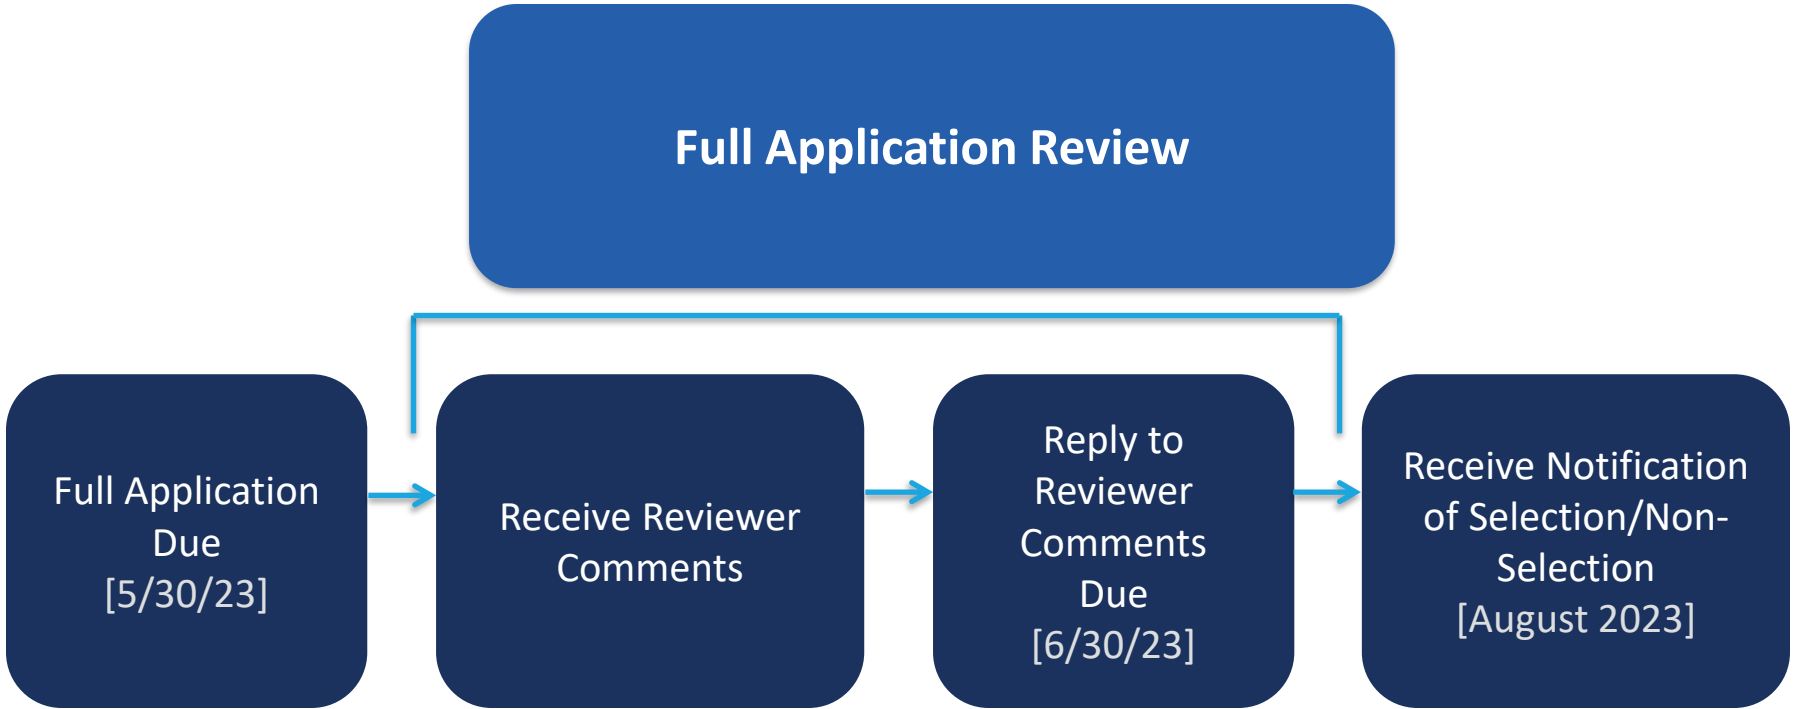 Full Application Review
Full Application
Due
[5/30/23]
Receive Reviewer
Comments
Reply to
Reviewer
Comments
Due
[6/30/23]
Receive Notification
of Selection/Non-
Selection
[August 2023]